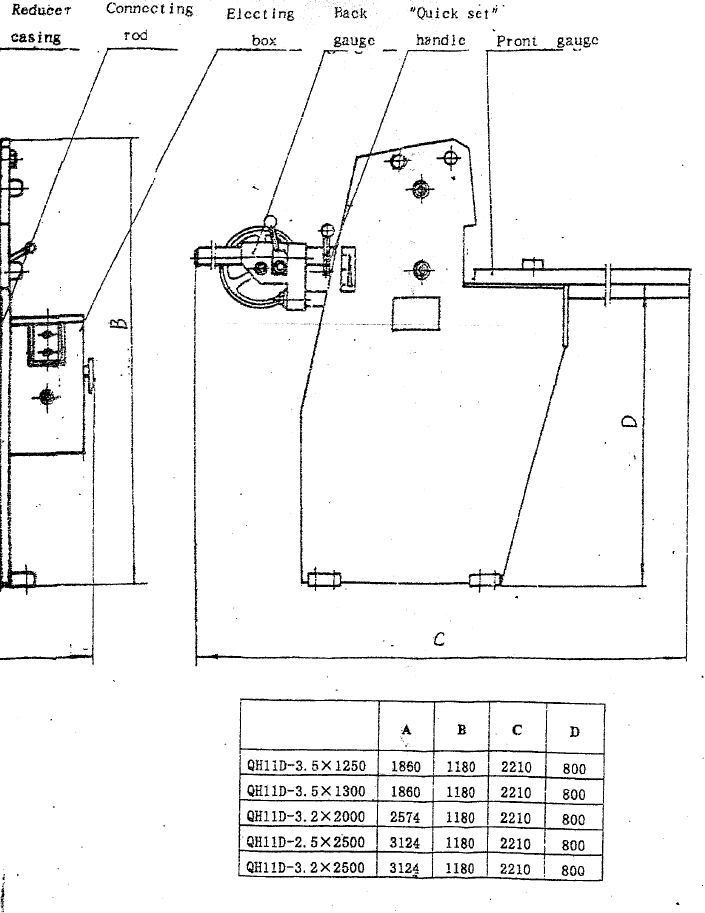 Reducer Connecting Electing Back "Quick set"
casing rod box gauge handle Pront gauge
B
D
C
A B C D
QH11D-3.5×1250 1860 1180 2210 800
QH11D-3.5×1300 1860 1180 2210 800
QH11D-3.2×2000 2574 1180 2210 800
QH11D-2.5×2500 3124 1180 2210 800
QH11D-3.2×2500 3124 1180 2210 800